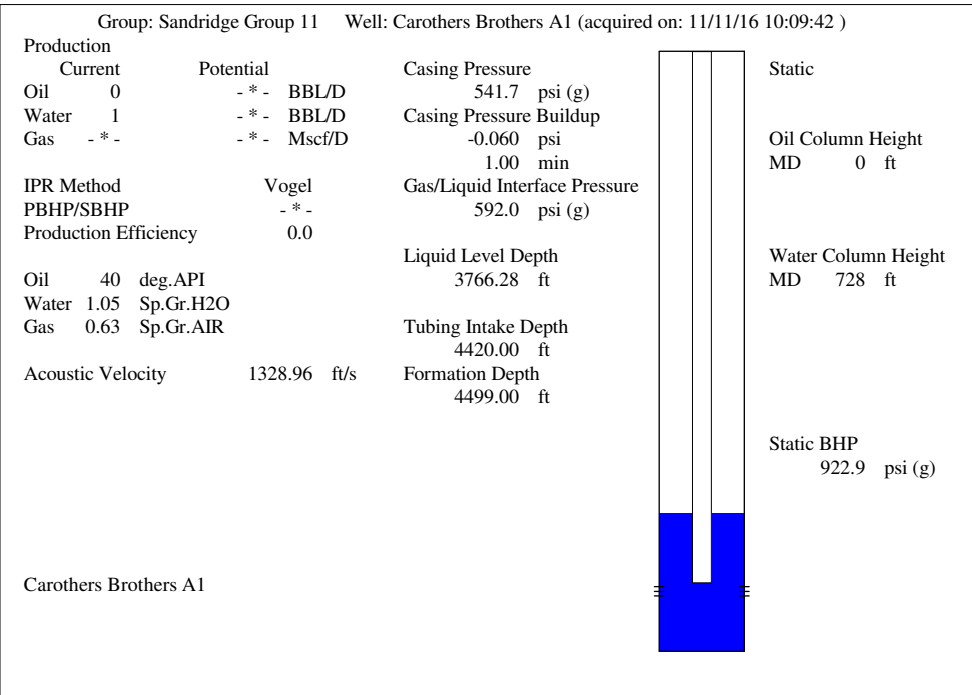 Group: Sandridge Group 11 Well: Carothers Brothers A1 (acquired on: 11/11/16 10:09:42 )
Production
Current Potential
Oil 0 - * - BBL/D
Water 1 - * - BBL/D
Gas - * - - * - Mscf/D
IPR Method Vogel
PBHP/SBHP - * -
Production Efficiency 0.0
Oil 40 deg.API
Water 1.05 Sp.Gr.H2O
Gas 0.63 Sp.Gr.AIR
Acoustic Velocity 1328.96 ft/s
Casing Pressure
541.7 psi (g)
Casing Pressure Buildup
-0.060 psi
1.00 min
Gas/Liquid Interface Pressure
592.0 psi (g)
Liquid Level Depth
3766.28 ft
Tubing Intake Depth
4420.00 ft
Formation Depth
4499.00 ft
Static
Oil Column Height
MD 0 ft
Water Column Height
MD 728 ft
Static BHP
922.9 psi (g)
Carothers Brothers A1